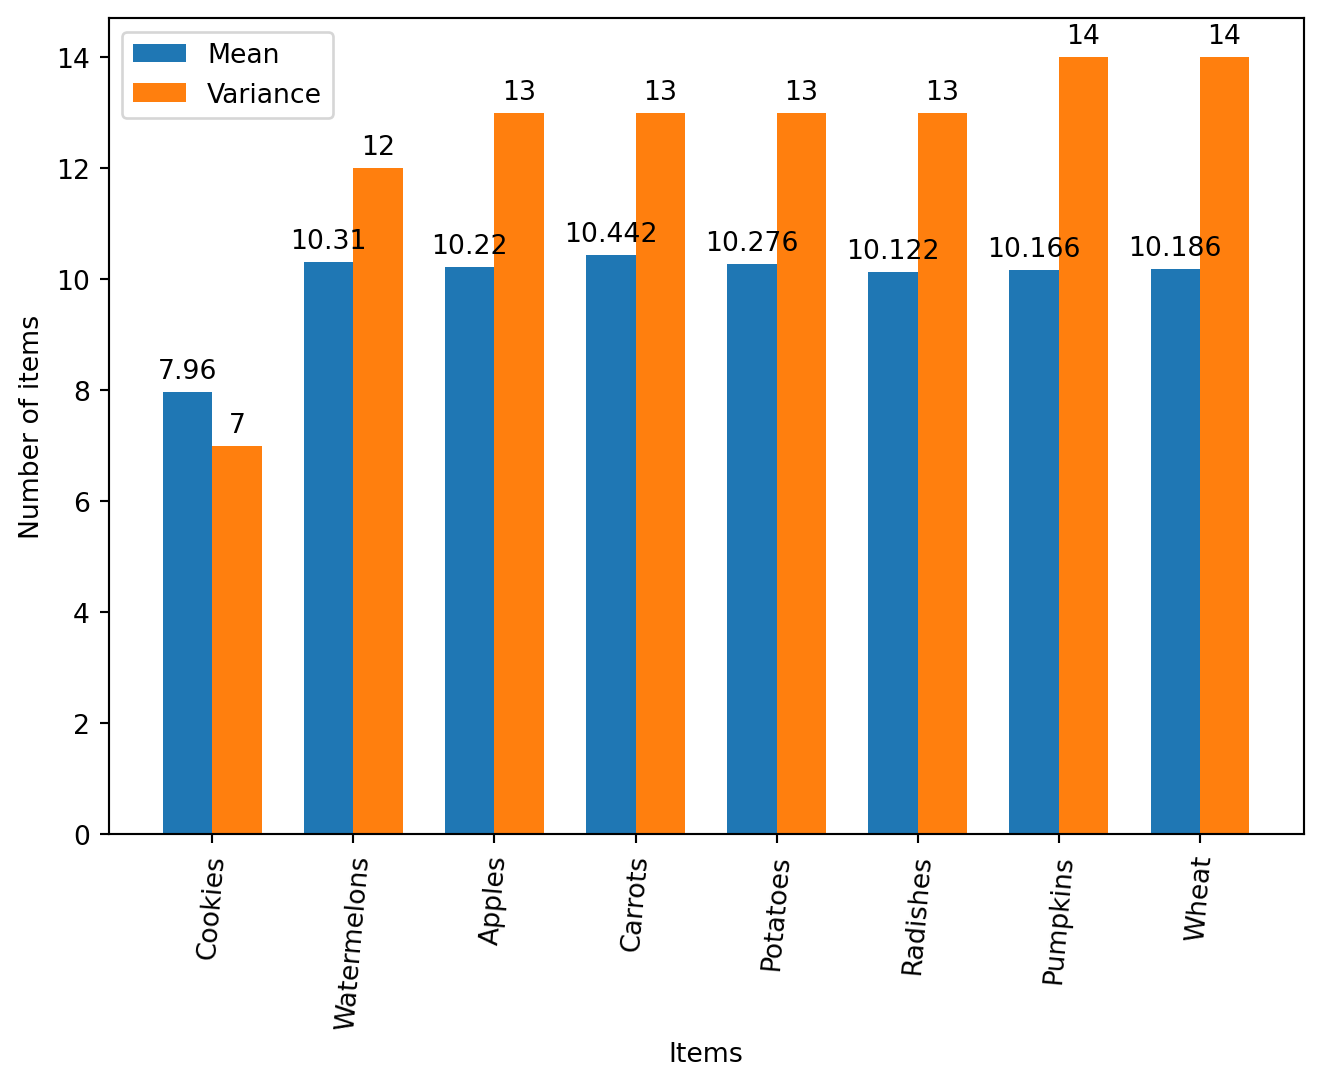 Mean
Variance
14
12
10
8
6
4
2
0
Number of items
7.96
7
10.31
12
10.22
13
10.442
13
10.276
13
10.122
13
10.166
14
10.186
14
Cookies
Watermelons
Apples
Carrots
Potatoes
Radishes
Pumpkins
Wheat
Items